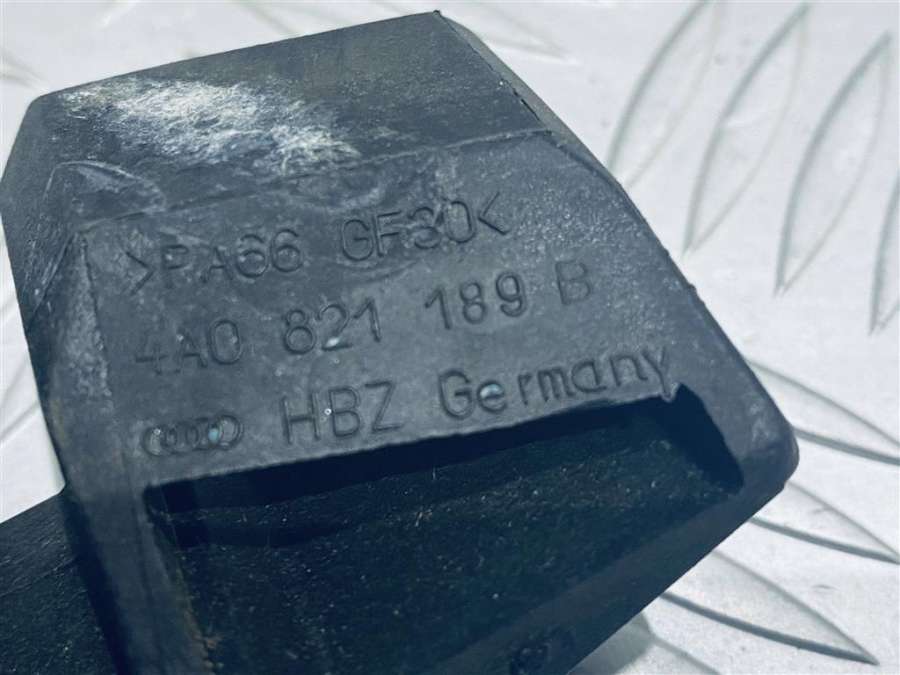 >PA66 GF30<
4A0 821 189 B
HBZ Germany